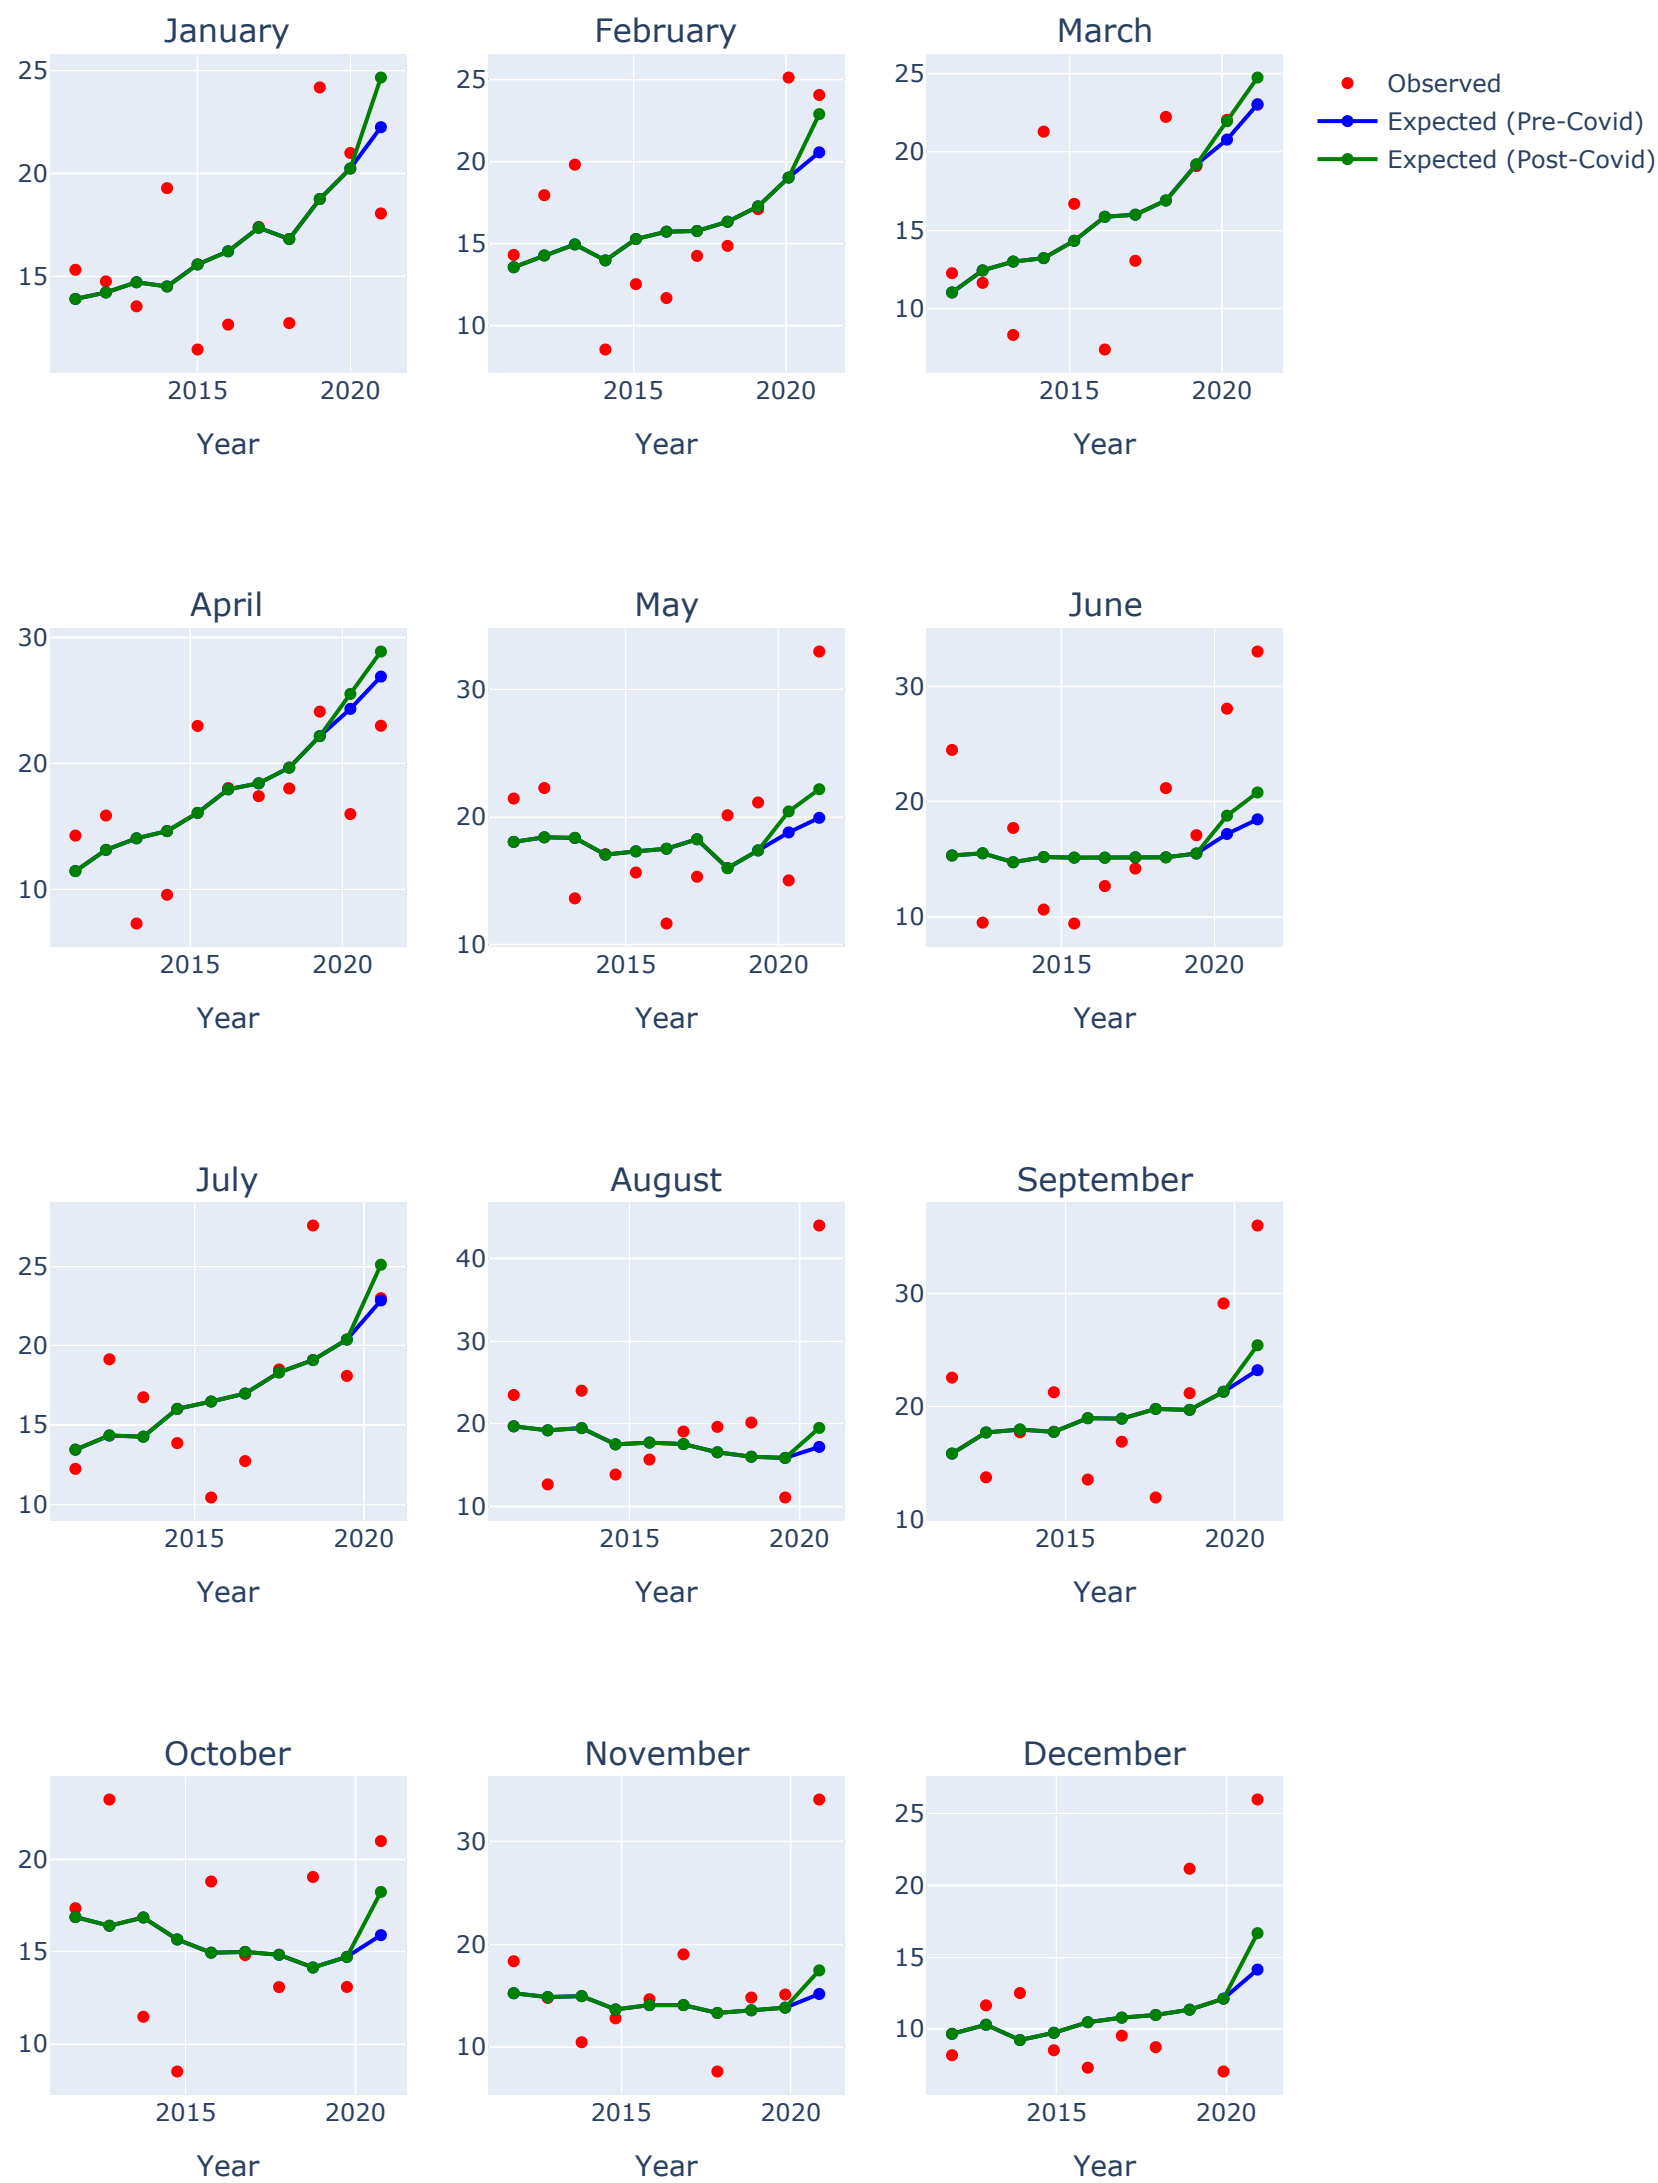 January February March
25
20
15
2015 2020
Year
25
20
15
10
2015 2020
Year
25
20
15
10
2015 2020
Year
Observed
Expected (Pre-Covid)
Expected (Post-Covid)
April May June
30
20
10
2015 2020
Year
30
20
10
2015 2020
Year
30
20
10
2015 2020
Year
July August September
25
20
15
10
2015 2020
Year
40
30
20
10
2015 2020
Year
30
20
10
2015 2020
Year
October November December
20
15
10
2015 2020
Year
30
20
10
2015 2020
Year
25
20
15
10
2015 2020
Year